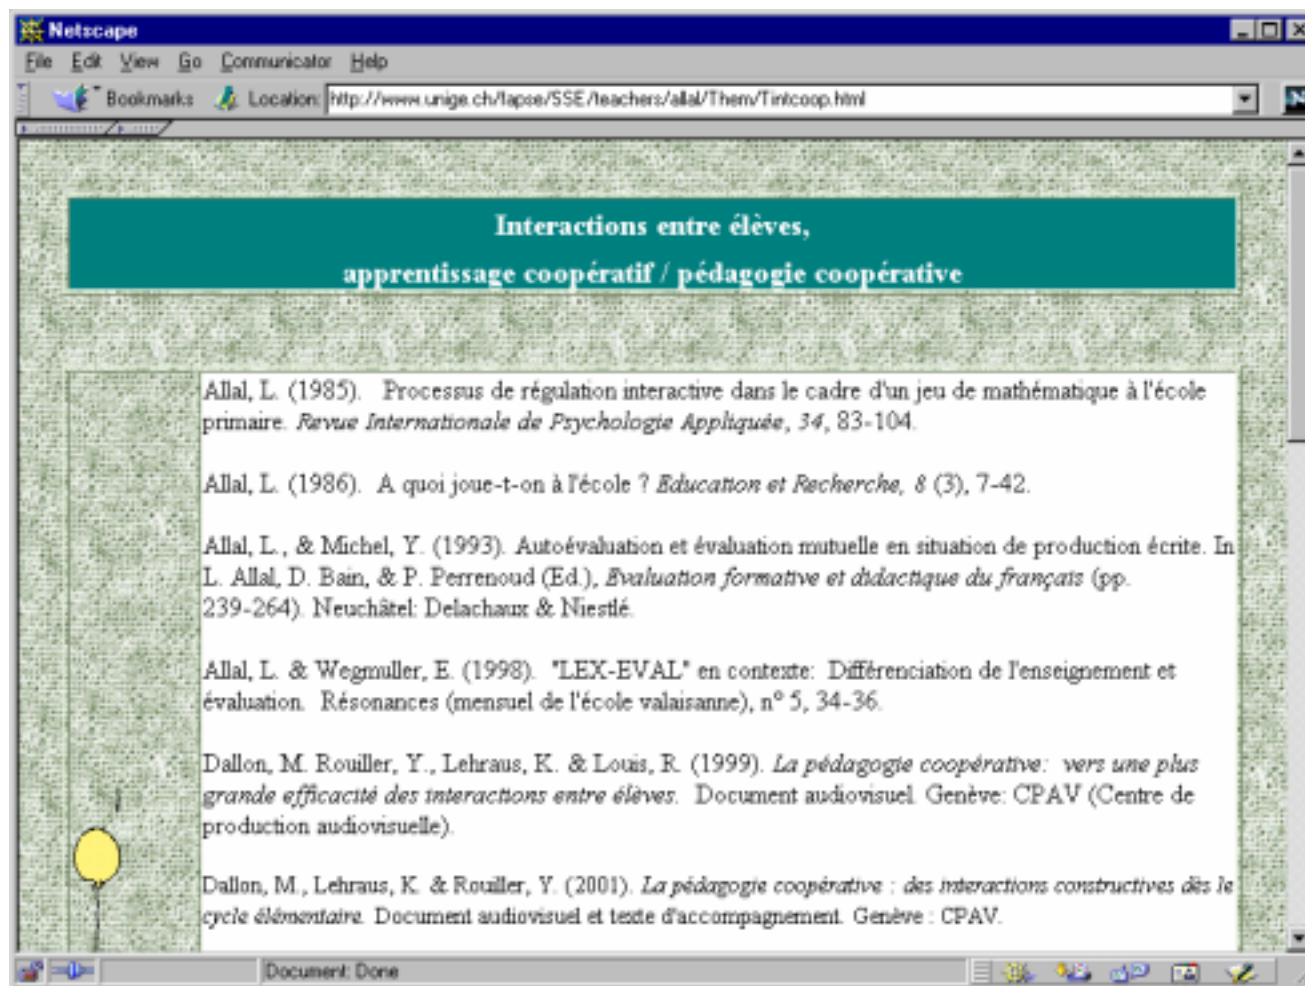 Netscape
File Edit View Go Communicator Help
Bookmarks Location: http://www.unige.ch/fapse/SSE/teachers/allal/Them/Tintcoop.html
Interactions entre élèves,
apprentissage coopératif / pédagogie coopérative
Allal, L. (1985). Processus de régulation interactive dans le cadre d'un jeu de mathématique à l'école
primaire. Revue Internationale de Psychologie Appliquée, 34, 83-104.
Allal, L. (1986). A quoi joue-t-on à l'école ? Education et Recherche, 8 (3), 7-42.
Allal, L., & Michel, Y. (1993). Autoévaluation et évaluation mutuelle en situation de production écrite. In
L. Allal, D. Bain, & P. Perrenoud (Ed.), Evaluation formative et didactique du français (pp.
239-264). Neuchâtel: Delachaux & Niestlé.
Allal, L. & Wegmuller, E. (1998). "LEX-EVAL" en contexte: Différenciation de l'enseignement et
évaluation. Résonances (mensuel de l'école valaisanne), n° 5, 34-36.
Dallon, M. Rouiller, Y., Lehraus, K. & Louis, R. (1999). La pédagogie coopérative: vers une plus
grande efficacité des interactions entre élèves. Document audiovisuel. Genève: CPAV (Centre de
production audiovisuelle).
Dallon, M., Lehraus, K. & Rouiller, Y. (2001). La pédagogie coopérative : des interactions constructives dès le
cycle élémentaire. Document audiovisuel et texte d'accompagnement. Genève : CPAV.
Document: Done